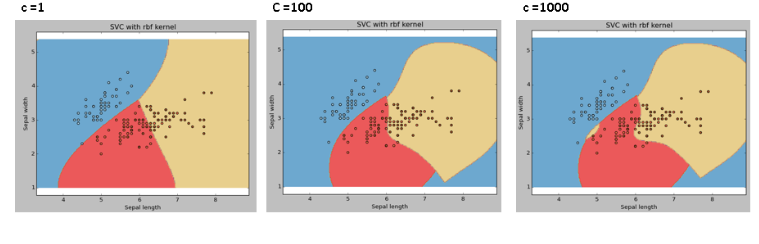 c =1
C =100
c =1000
SVC with rbf kernel
SVC with rbf kernel
SVC with rbf kernel
Sepal width
5
4
3
2
1
4 5 6 7 8
Sepal length
Sepal width
5
4
3
2
1
4 5 6 7 8
Sepal length
Sepal width
5
4
3
2
1
4 5 6 7 8
Sepal length